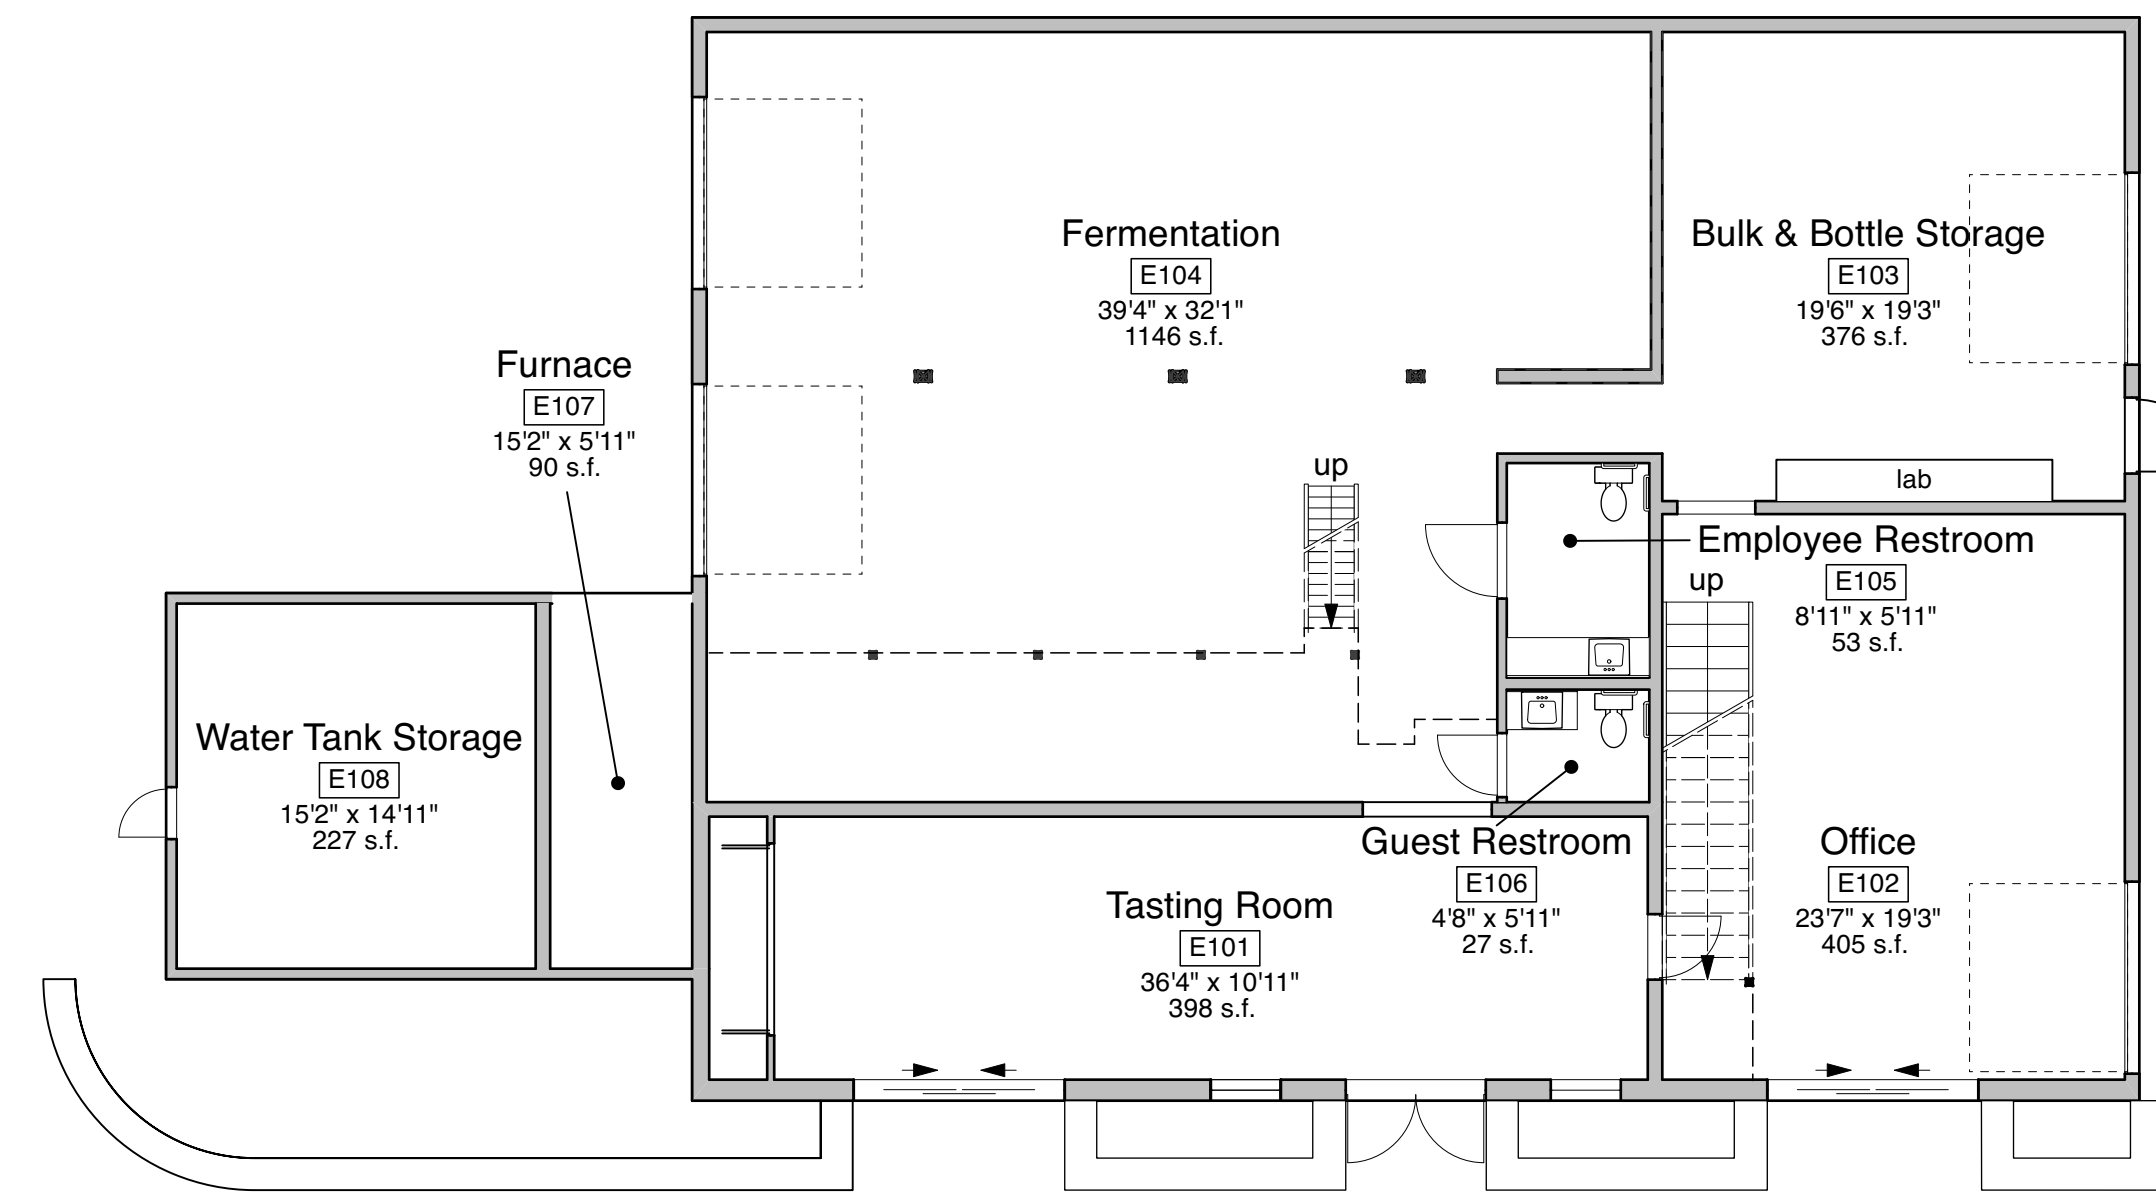 Fermentation
E104
39'4" x 32'1"
1146 s.f.
Bulk & Bottle Storage
E103
19'6" x 19'3"
376 s.f.
Furnace
E107
15'2" x 5'11"
90 s.f.
up
lab
Employee Restroom
E105
8'11" x 5'11"
53 s.f.
up
Water Tank Storage
E108
15'2" x 14'11"
227 s.f.
Guest Restroom
E106
4'8" x 5'11"
27 s.f.
Office
E102
23'7" x 19'3"
405 s.f.
Tasting Room
E101
36'4" x 10'11"
398 s.f.